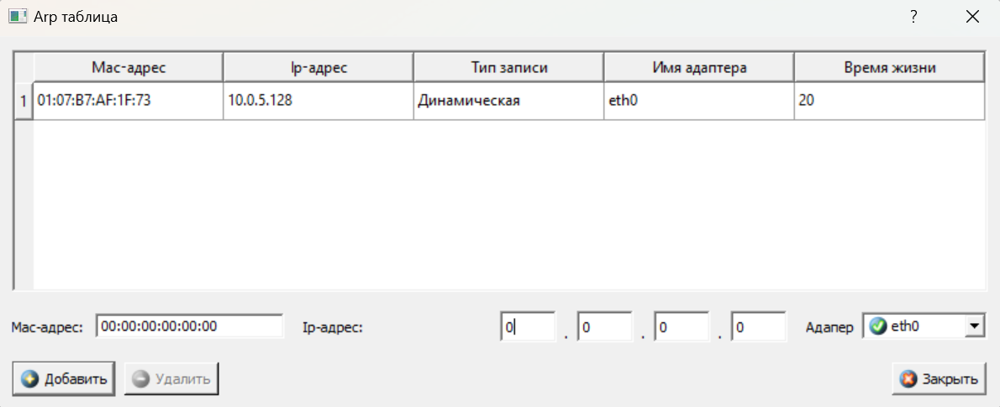 Arp таблица ?
Mac-адрес Ip-адрес Тип записи Имя адаптера Время жизни
1 01:07:B7:AF:1F:73 10.0.5.128 Динамическая eth0 20
Mac-адрес: 00:00:00:00:00:00 Ip-адрес: 0 . 0 . 0 . 0 Адапер eth0
Добавить Удалить Закрыть